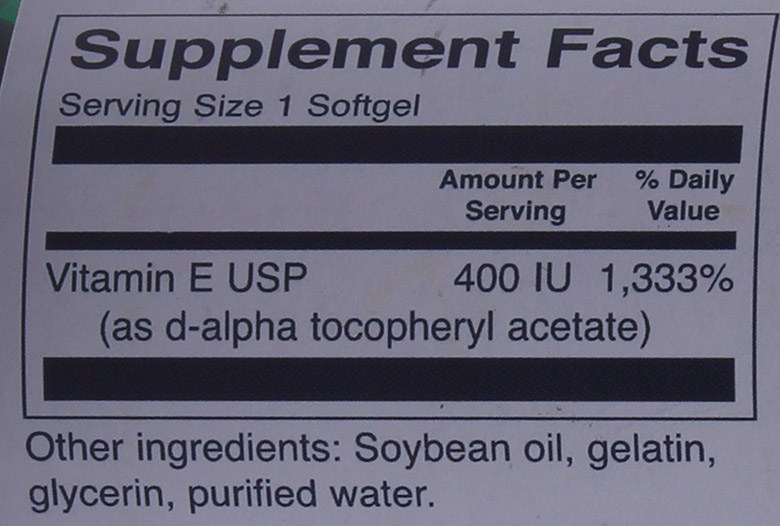 Supplement Facts
Serving Size 1 Softgel
Amount Per % Daily
Serving Value
Vitamin E USP 400 IU 1,333%
(as d-alpha tocopheryl acetate)
Other ingredients: Soybean oil, gelatin,
glycerin, purified water.